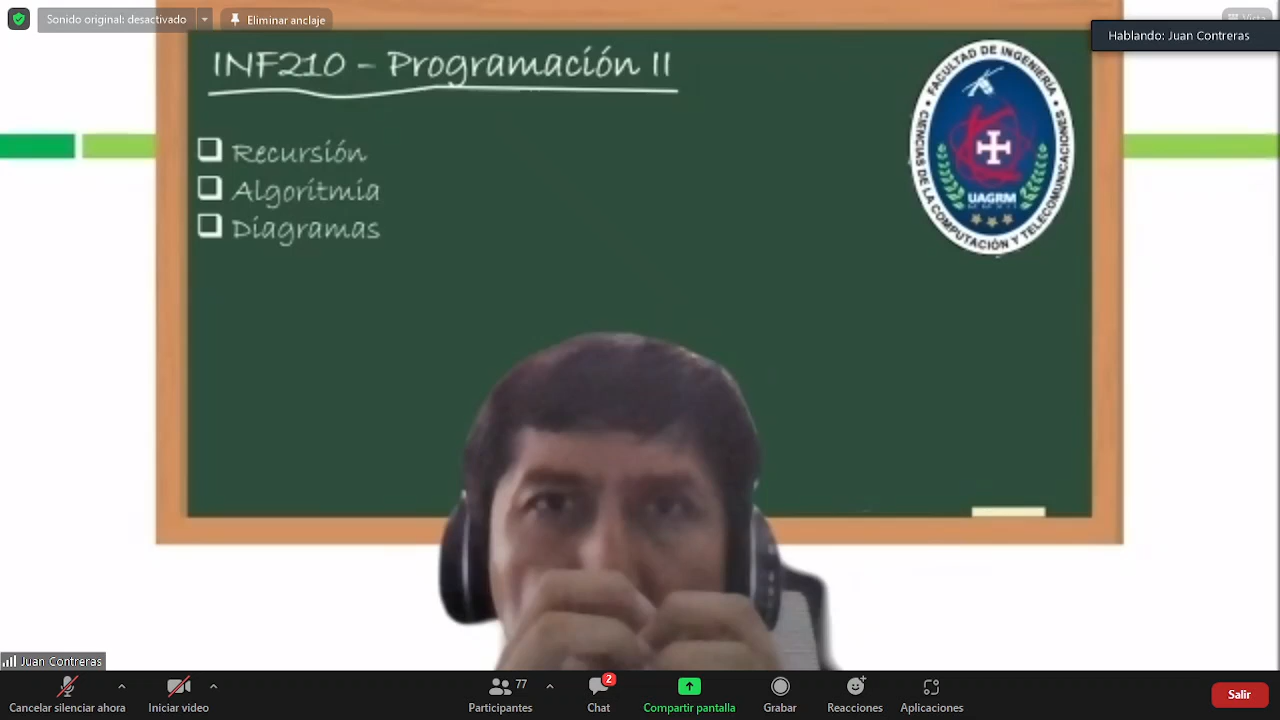 Sonido original: desactivado
Eliminar anclaje
Hablando: Juan Contreras
INF210 - Programación II
Recursión
Algoritmia
Diagramas
• FACULTAD DE INGENIERÍA •
CIENCIAS DE LA COMPUTACIÓN Y TELECOMUNICACIONES
UAGRM
Juan Contreras
Cancelar silenciar ahora
Iniciar video
77
Participantes
2
Chat
Compartir pantalla
Grabar
Reacciones
Aplicaciones
Salir